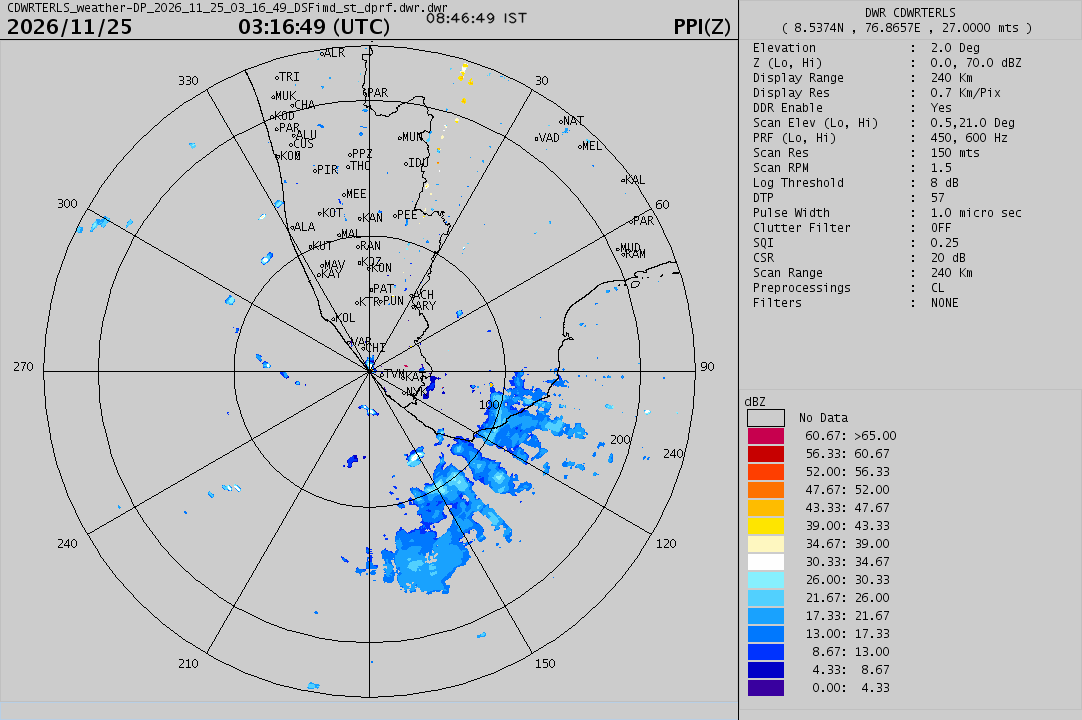 CDWRTERLS_weather-DP_2026_11_25_03_16_49_DSFimd_st_dprf.dwr.dwr
2026/11/25 03:16:49 (UTC) 08:46:49 IST PPI(Z)
DWR CDWRTERLS
( 8.5374N , 76.8657E , 27.0000 mts )
Elevation : 2.0 Deg
Z (Lo, Hi) : 0.0, 70.0 dBZ
Display Range : 240 Km
Display Res : 0.7 Km/Pix
DDR Enable : Yes
Scan Elev (Lo, Hi) : 0.5,21.0 Deg
PRF (Lo, Hi) : 450, 600 Hz
Scan Res : 150 mts
Scan RPM : 1.5
Log Threshold : 8 dB
DTP : 57
Pulse Width : 1.0 micro sec
Clutter Filter : OFF
SQI : 0.25
CSR : 20 dB
Scan Range : 240 Km
Preprocessings : CL
Filters : NONE
dBZ
No Data
60.67: >65.00
56.33: 60.67
52.00: 56.33
47.67: 52.00
43.33: 47.67
39.00: 43.33
34.67: 39.00
30.33: 34.67
26.00: 30.33
21.67: 26.00
17.33: 21.67
13.00: 17.33
8.67: 13.00
4.33: 8.67
0.00: 4.33
ALR
TRI
330
30
MUK
PAR
CHA
KOD
NAT
PAR
ALU
MUN
VAD
CUS
MEL
PPZ
THO
IDU
PIR
KAL
MEE
300
60
KOT
KAN
PEE
PAR
ALA
MAL
KUT
RAN
MUD
RAM
KOZ
MAV
KON
KAY
PAT
ACH
KTR
PUN
ARY
KOL
VAR
CHI
270
90
TVM
KAT
NYK
100
200
240
240
120
210
150